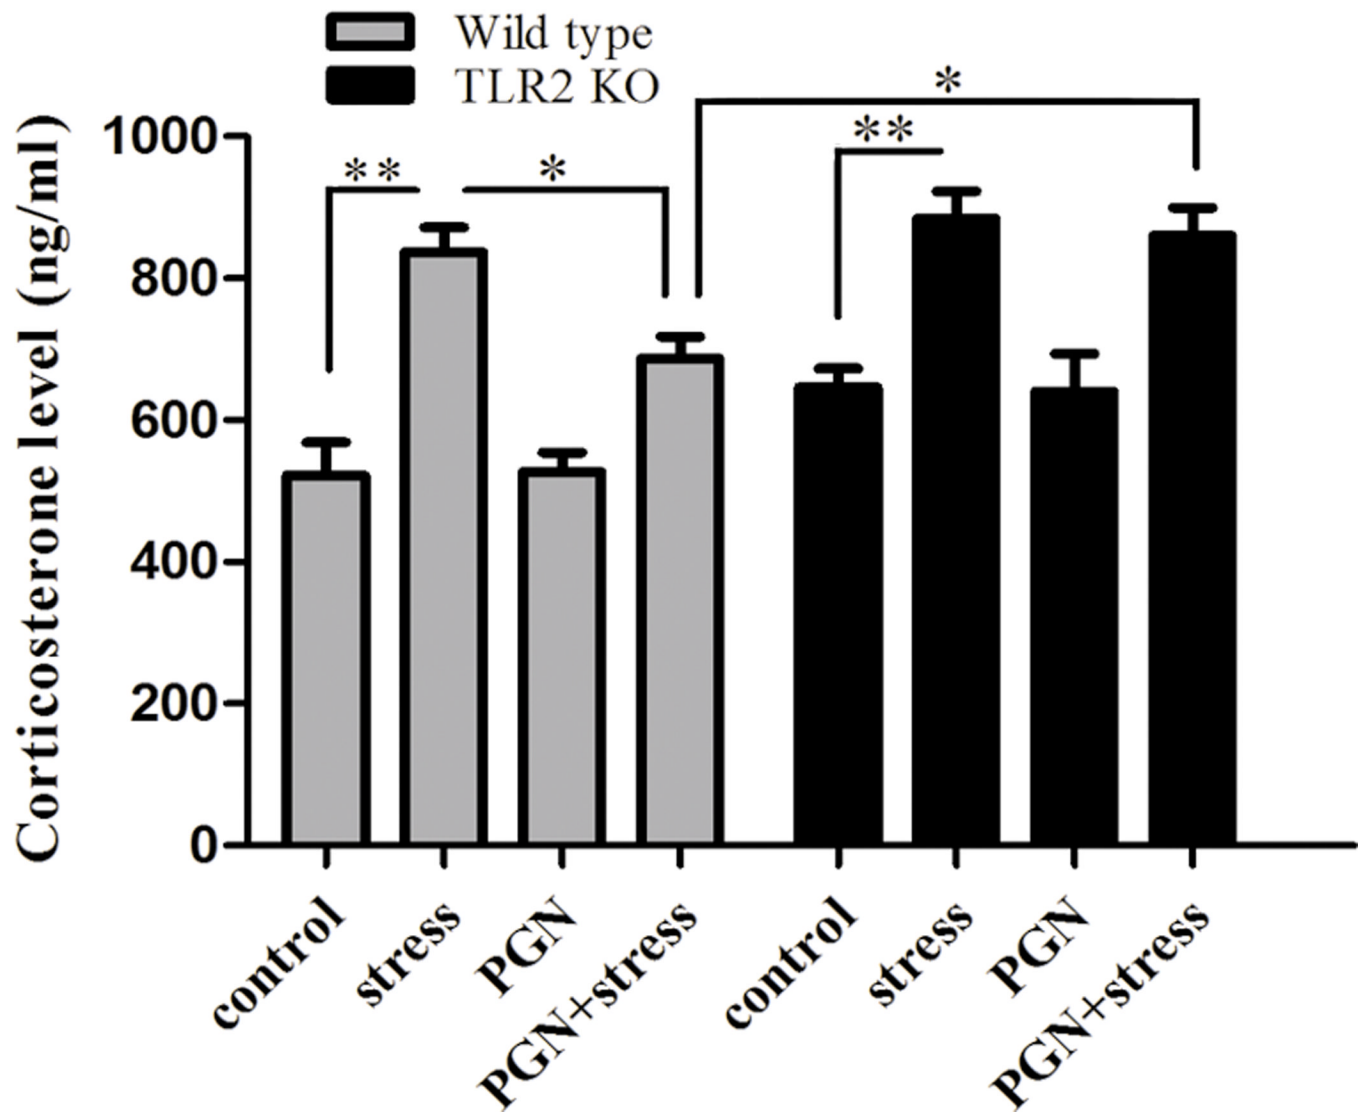 Wild type
TLR2 KO
*
**
** *
1000
800
600
400
200
0
Corticosterone level (ng/ml)
control
stress
PGN
PGN+stress
control
stress
PGN
PGN+stress